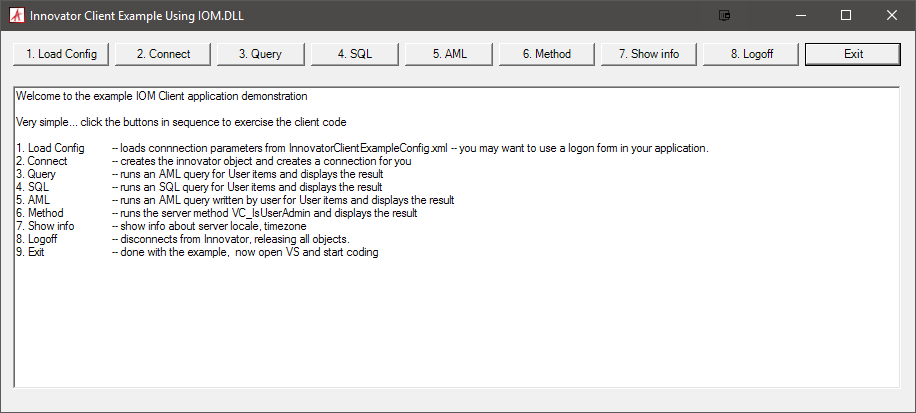 Innovator Client Example Using IOM.DLL
1. Load Config 2. Connect 3. Query 4. SQL 5. AML 6. Method 7. Show info 8. Logoff Exit
Welcome to the example IOM Client application demonstration
Very simple... click the buttons in sequence to exercise the client code
1. Load Config -- loads connnection parameters from InnovatorClientExampleConfig.xml -- you may want to use a logon form in your application.
2. Connect -- creates the innovator object and creates a connection for you
3. Query -- runs an AML query for User items and displays the result
4. SQL -- runs an SQL query for User items and displays the result
5. AML -- runs an AML query written by user for User items and displays the result
6. Method -- runs the server method VC_IsUserAdmin and displays the result
7. Show info -- show info about server locale, timezone
8. Logoff -- disconnects from Innovator, releasing all objects.
9. Exit -- done with the example, now open VS and start coding